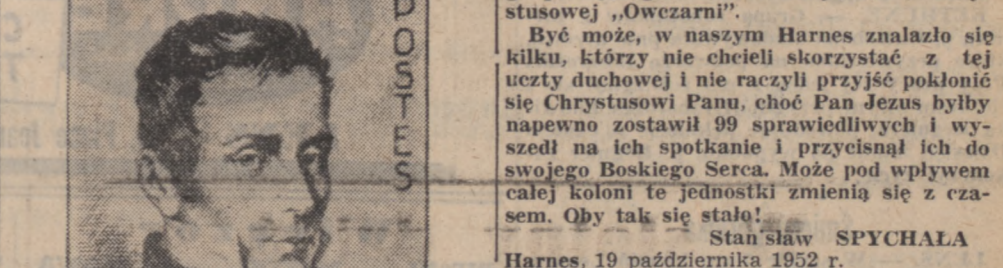 POSTES
stusowej „Owczarni”.
Być może, w naszym Harnes znalazło się
kilku, którzy nie chcieli skorzystać z tej
uczty duchowej i nie raczyli przyjść pokłonić
się Chrystusowi Panu, choć Pan Jezus byłby
napewno zostawił 99 sprawiedliwych i wy-
szedł na ich spotkanie i przycisnął ich do
swojego Boskiego Serca. Może pod wpływem
całej koloni te jednostki zmienią się z cza-
sem. Oby tak się stało!
Stan sław SPYCHAŁA
Harnes, 19 października 1952 r.